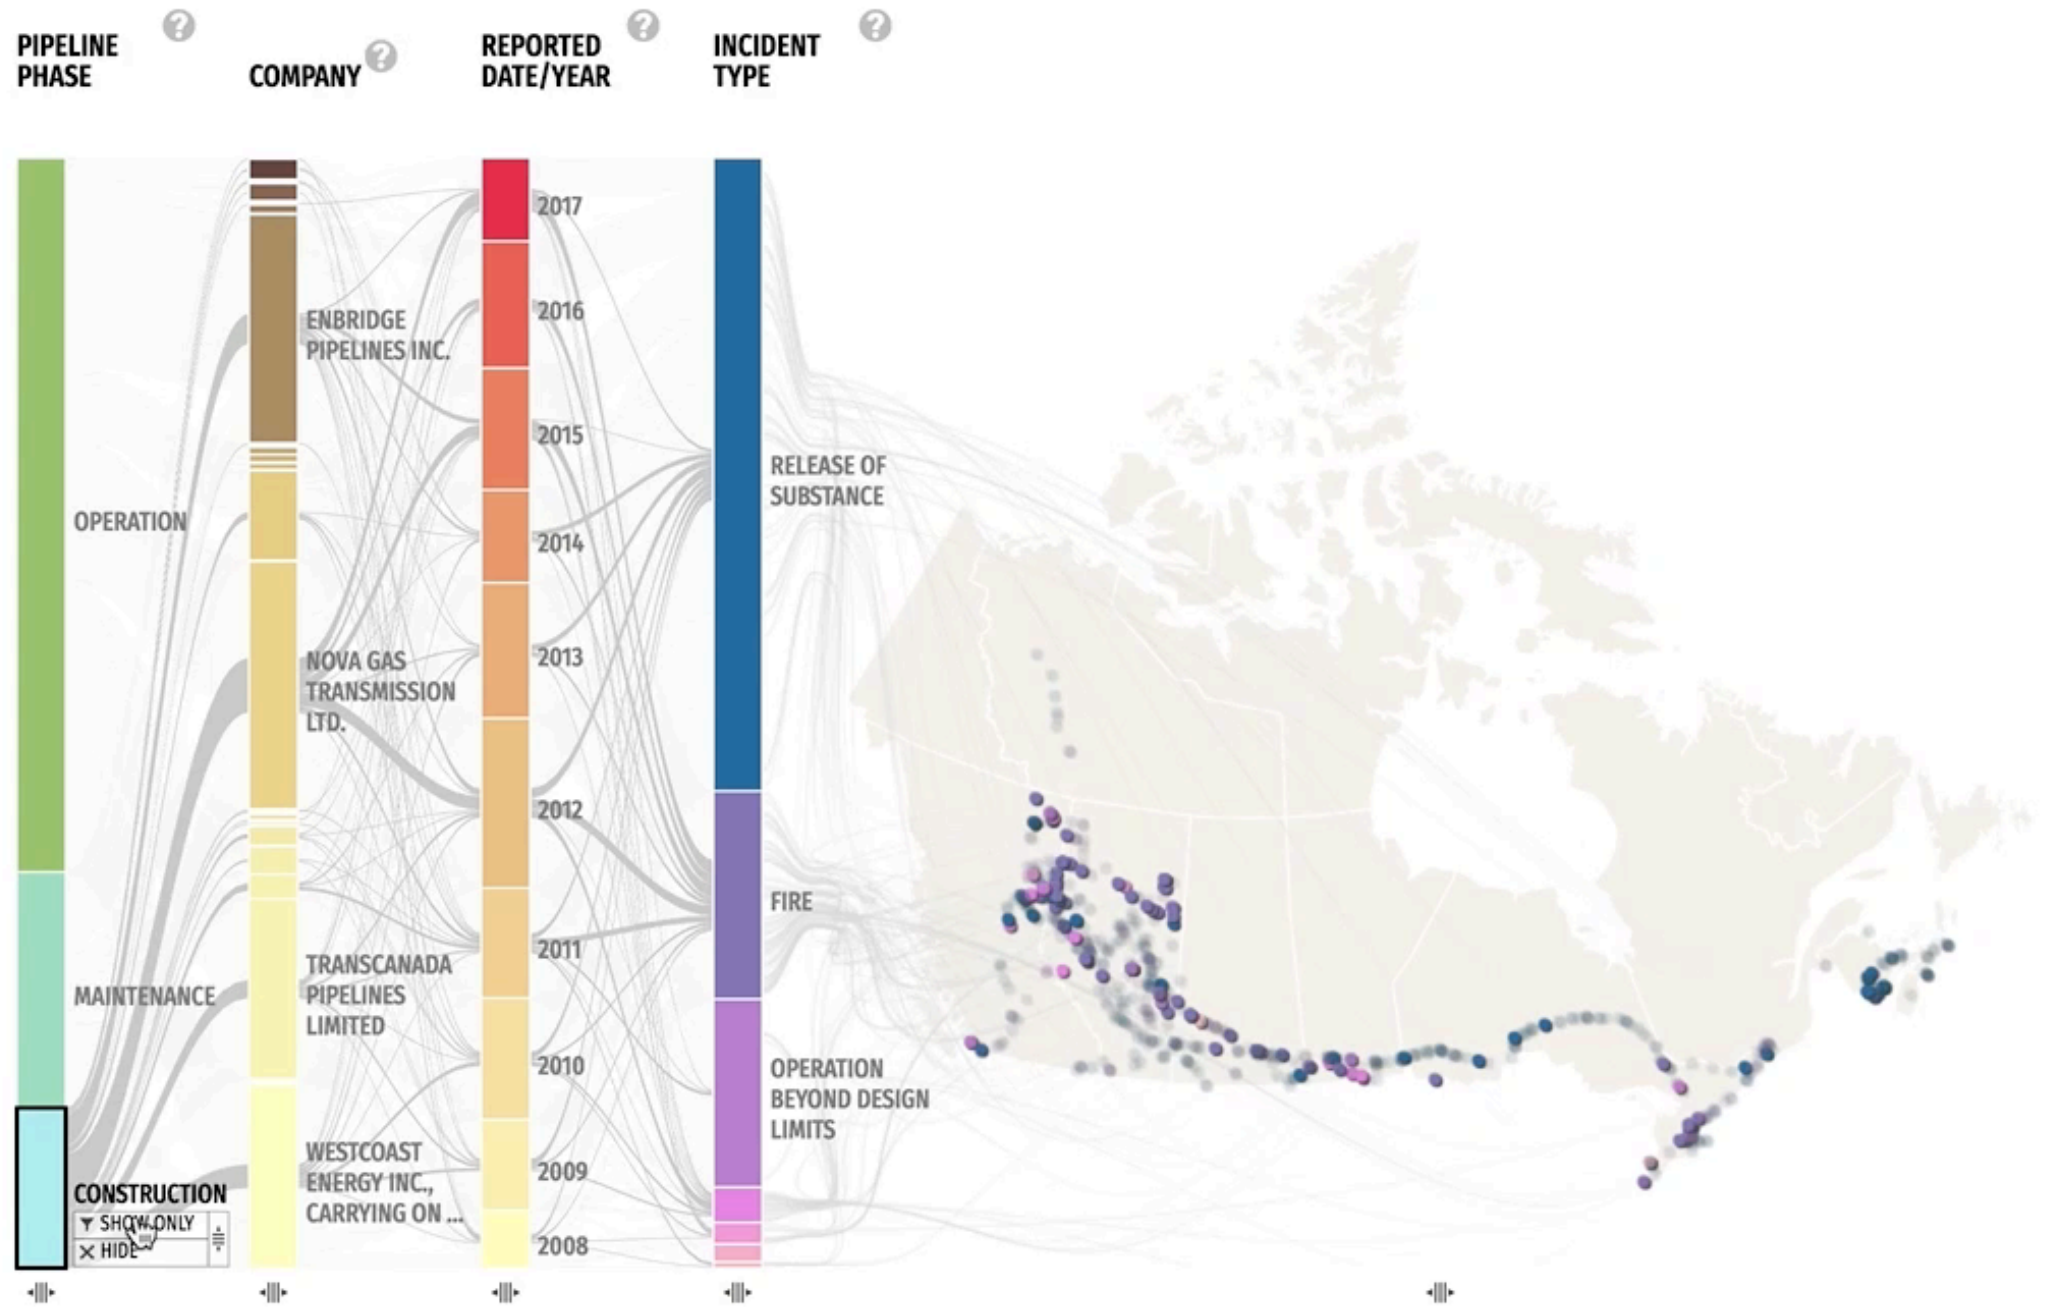 PIPELINE
PHASE
?
COMPANY
?
REPORTED
DATE/YEAR
?
INCIDENT
TYPE
?
OPERATION
MAINTENANCE
CONSTRUCTION
SHOW ONLY
HIDE
ENBRIDGE
PIPELINES INC.
NOVA GAS
TRANSMISSION
LTD.
TRANSCANADA
PIPELINES
LIMITED
WESTCOAST
ENERGY INC.,
CARRYING ON ...
2017
2016
2015
2014
2013
2012
2011
2010
2009
2008
RELEASE OF
SUBSTANCE
FIRE
OPERATION
BEYOND DESIGN
LIMITS